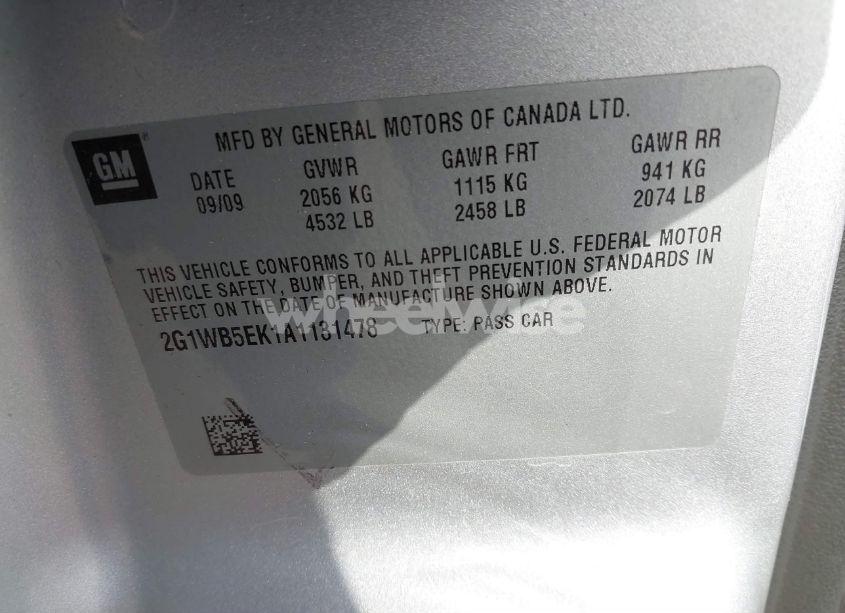 MFD BY GENERAL MOTORS OF CANADA LTD.
GM
DATE GVWR GAWR FRT GAWR RR
09/09 2056 KG 1115 KG 941 KG
4532 LB 2458 LB 2074 LB
THIS VEHICLE CONFORMS TO ALL APPLICABLE U.S. FEDERAL MOTOR
VEHICLE SAFETY, BUMPER, AND THEFT PREVENTION STANDARDS IN
EFFECT ON THE DATE OF MANUFACTURE SHOWN ABOVE.
2G1WB5EK1A1131478 TYPE: PASS CAR
wheelwise